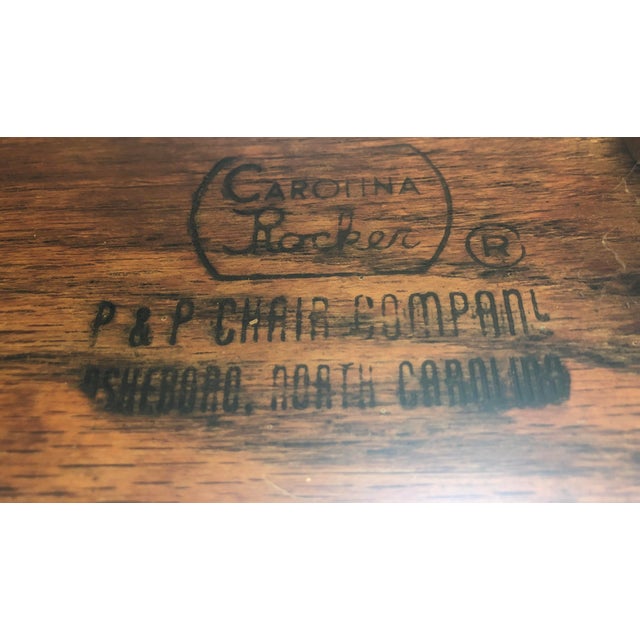 CAROLINA
Rocker
®
P & P CHAIR COMPANY
ASHEBORO, NORTH CAROLINA